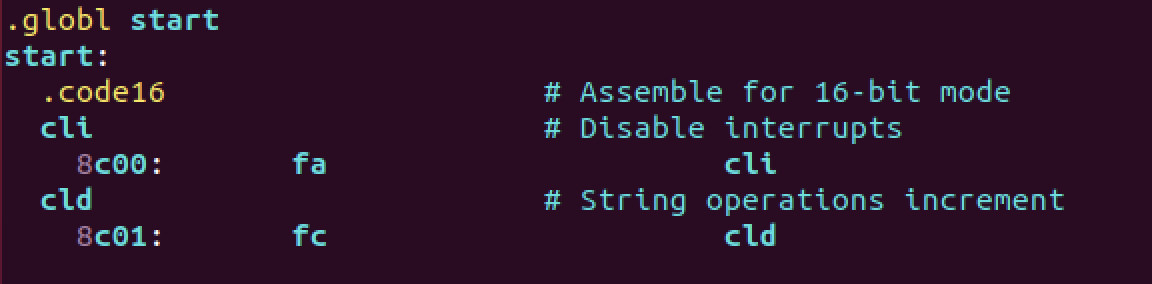 .globl start
start:
  .code16                     # Assemble for 16-bit mode
  cli                         # Disable interrupts
    8c00:       fa                      cli
  cld                         # String operations increment
    8c01:       fc                      cld